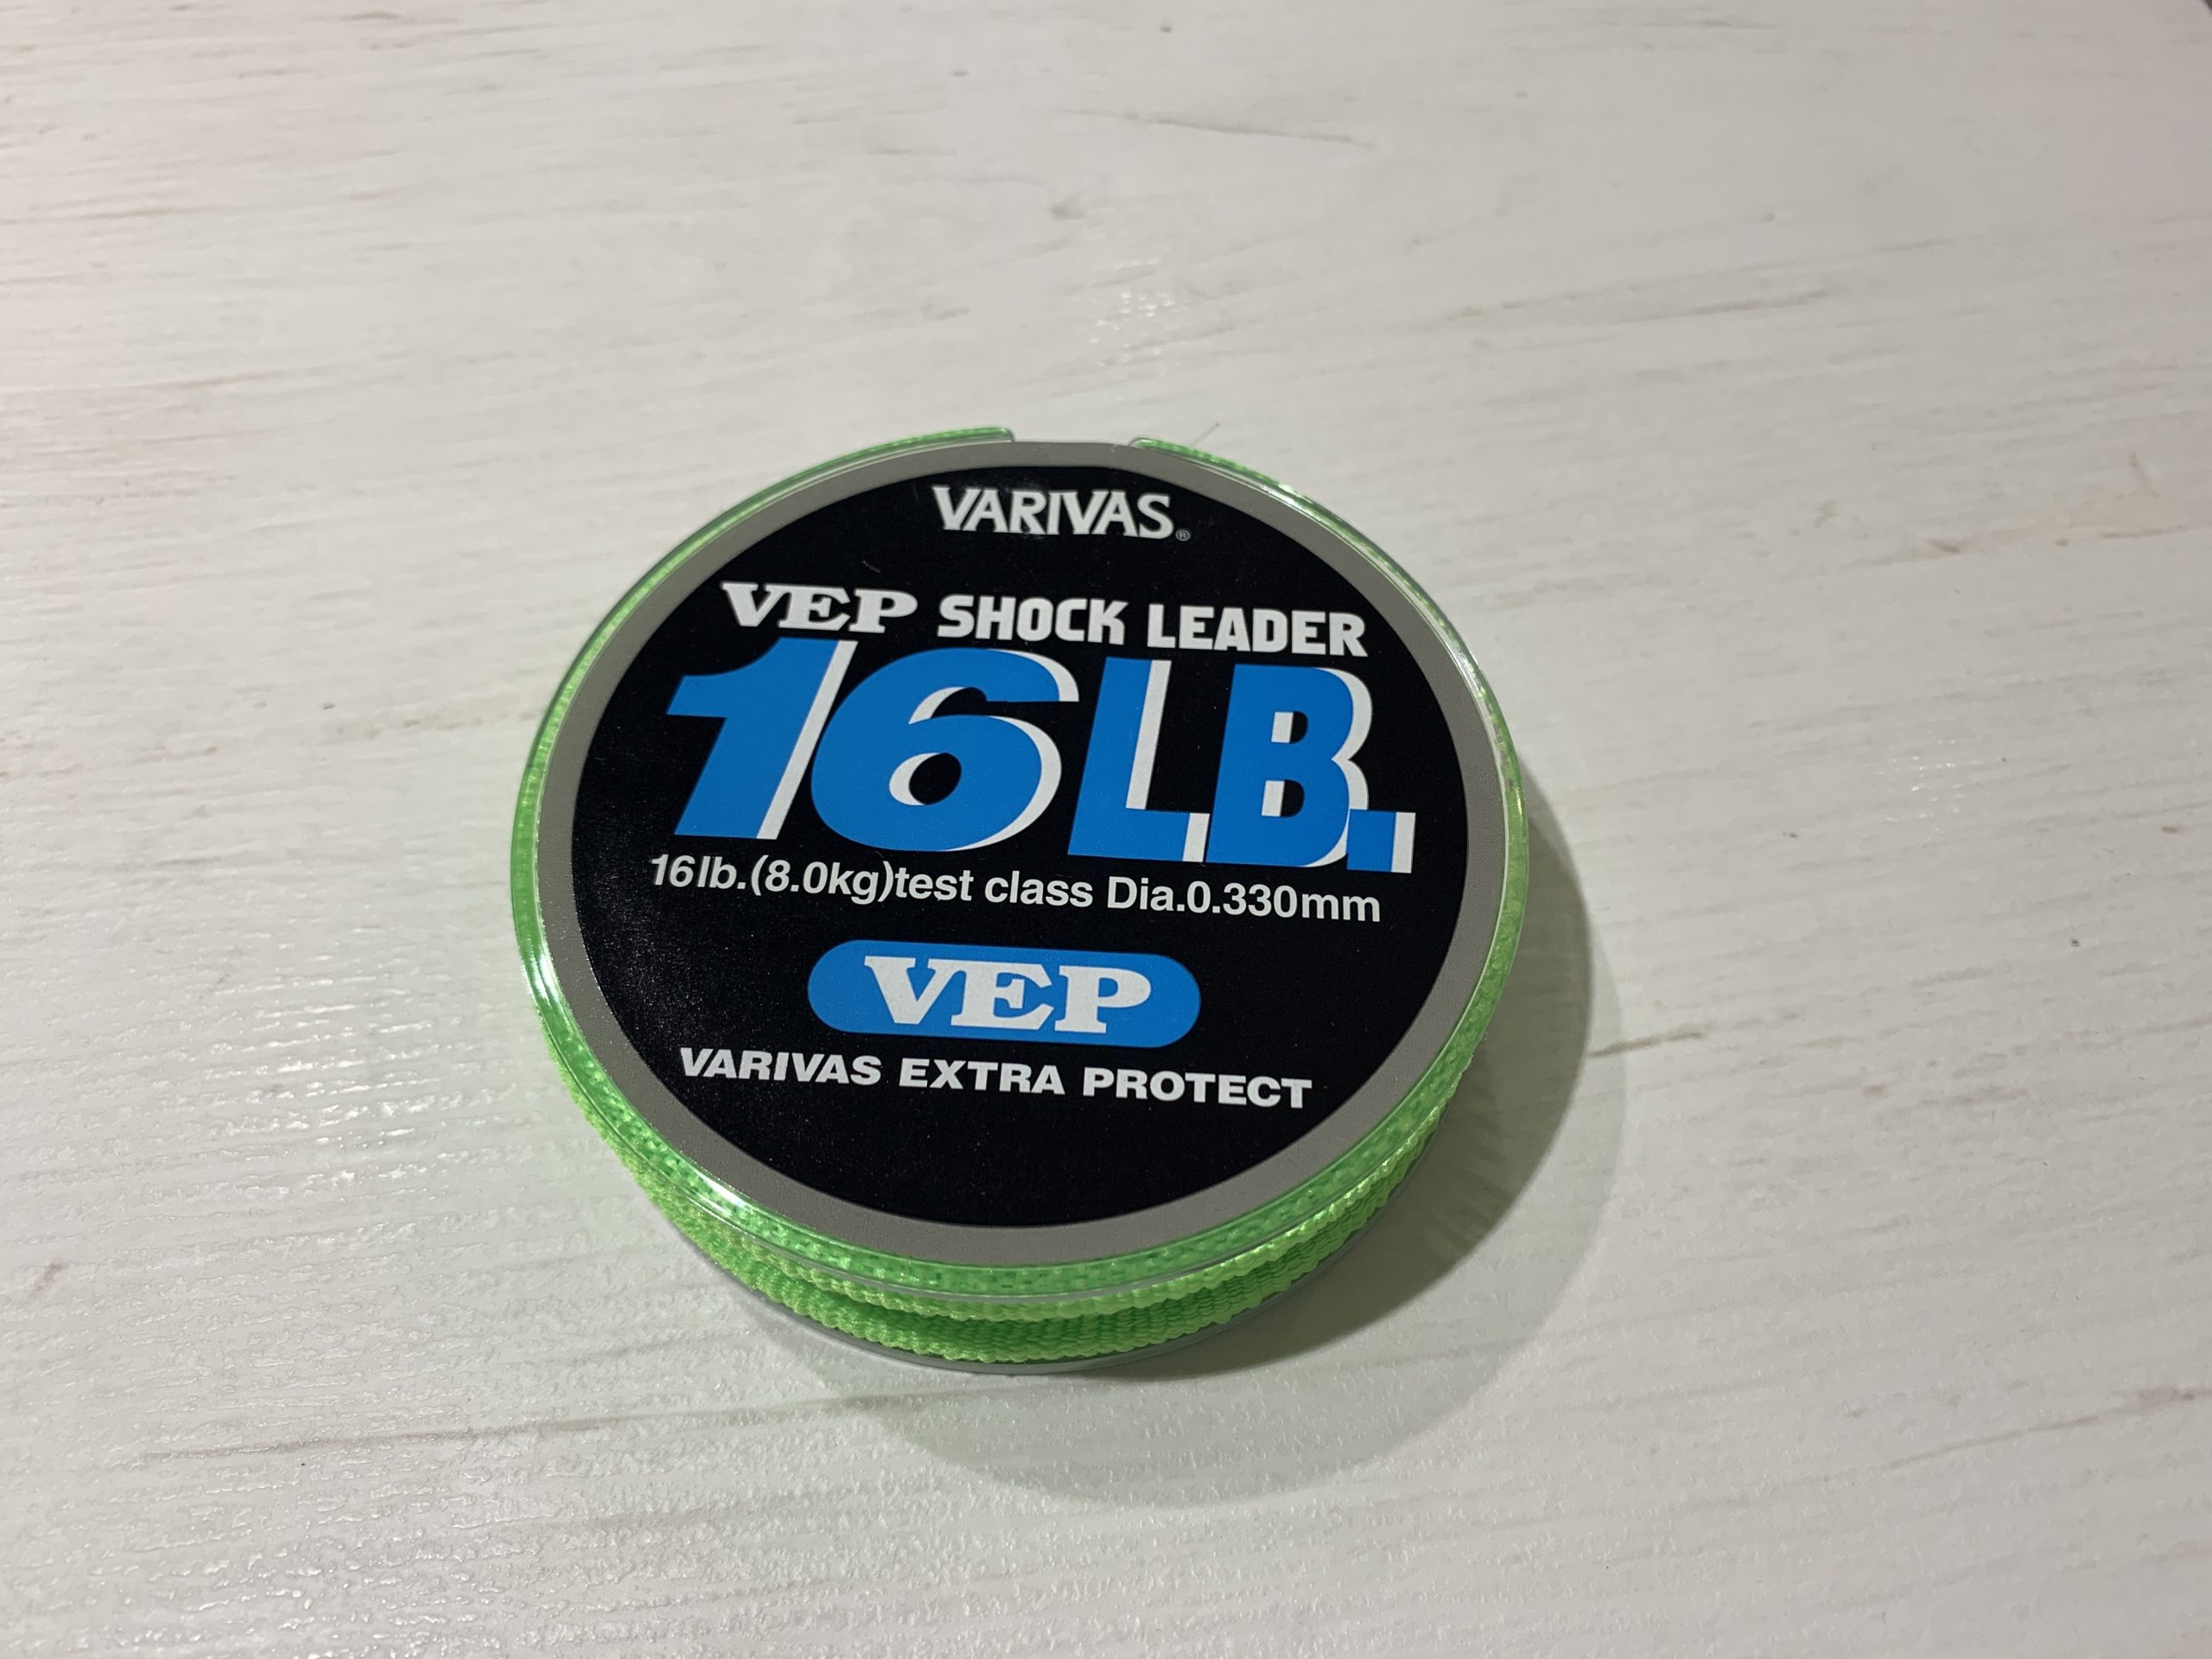 VARIVAS®
VEP SHOCK LEADER
16LB.
16lb.(8.0kg)test class Dia.0.330mm
VEP
VARIVAS EXTRA PROTECT